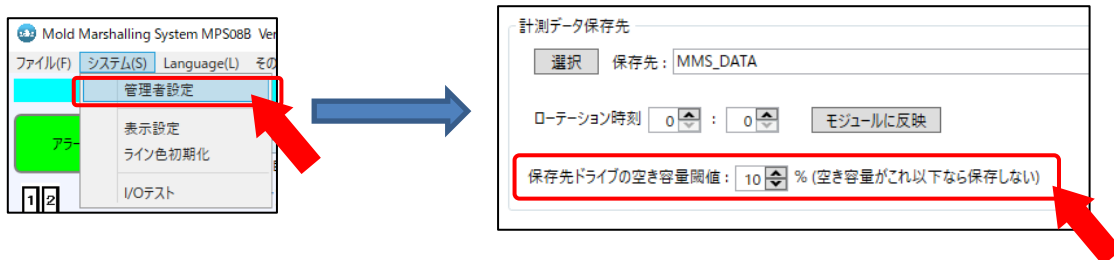 Mold Marshalling System MPS08B Ver
ファイル(F) システム(S) Language(L) その
管理者設定
アラー
表示設定
ライン色初期化
I/Oテスト
1 2
計測データ保存先
選択 保存先 : MMS_DATA
ローテーション時刻 0 : 0 モジュールに反映
保存先ドライブの空き容量閾値 : 10 % (空き容量がこれ以下なら保存しない)